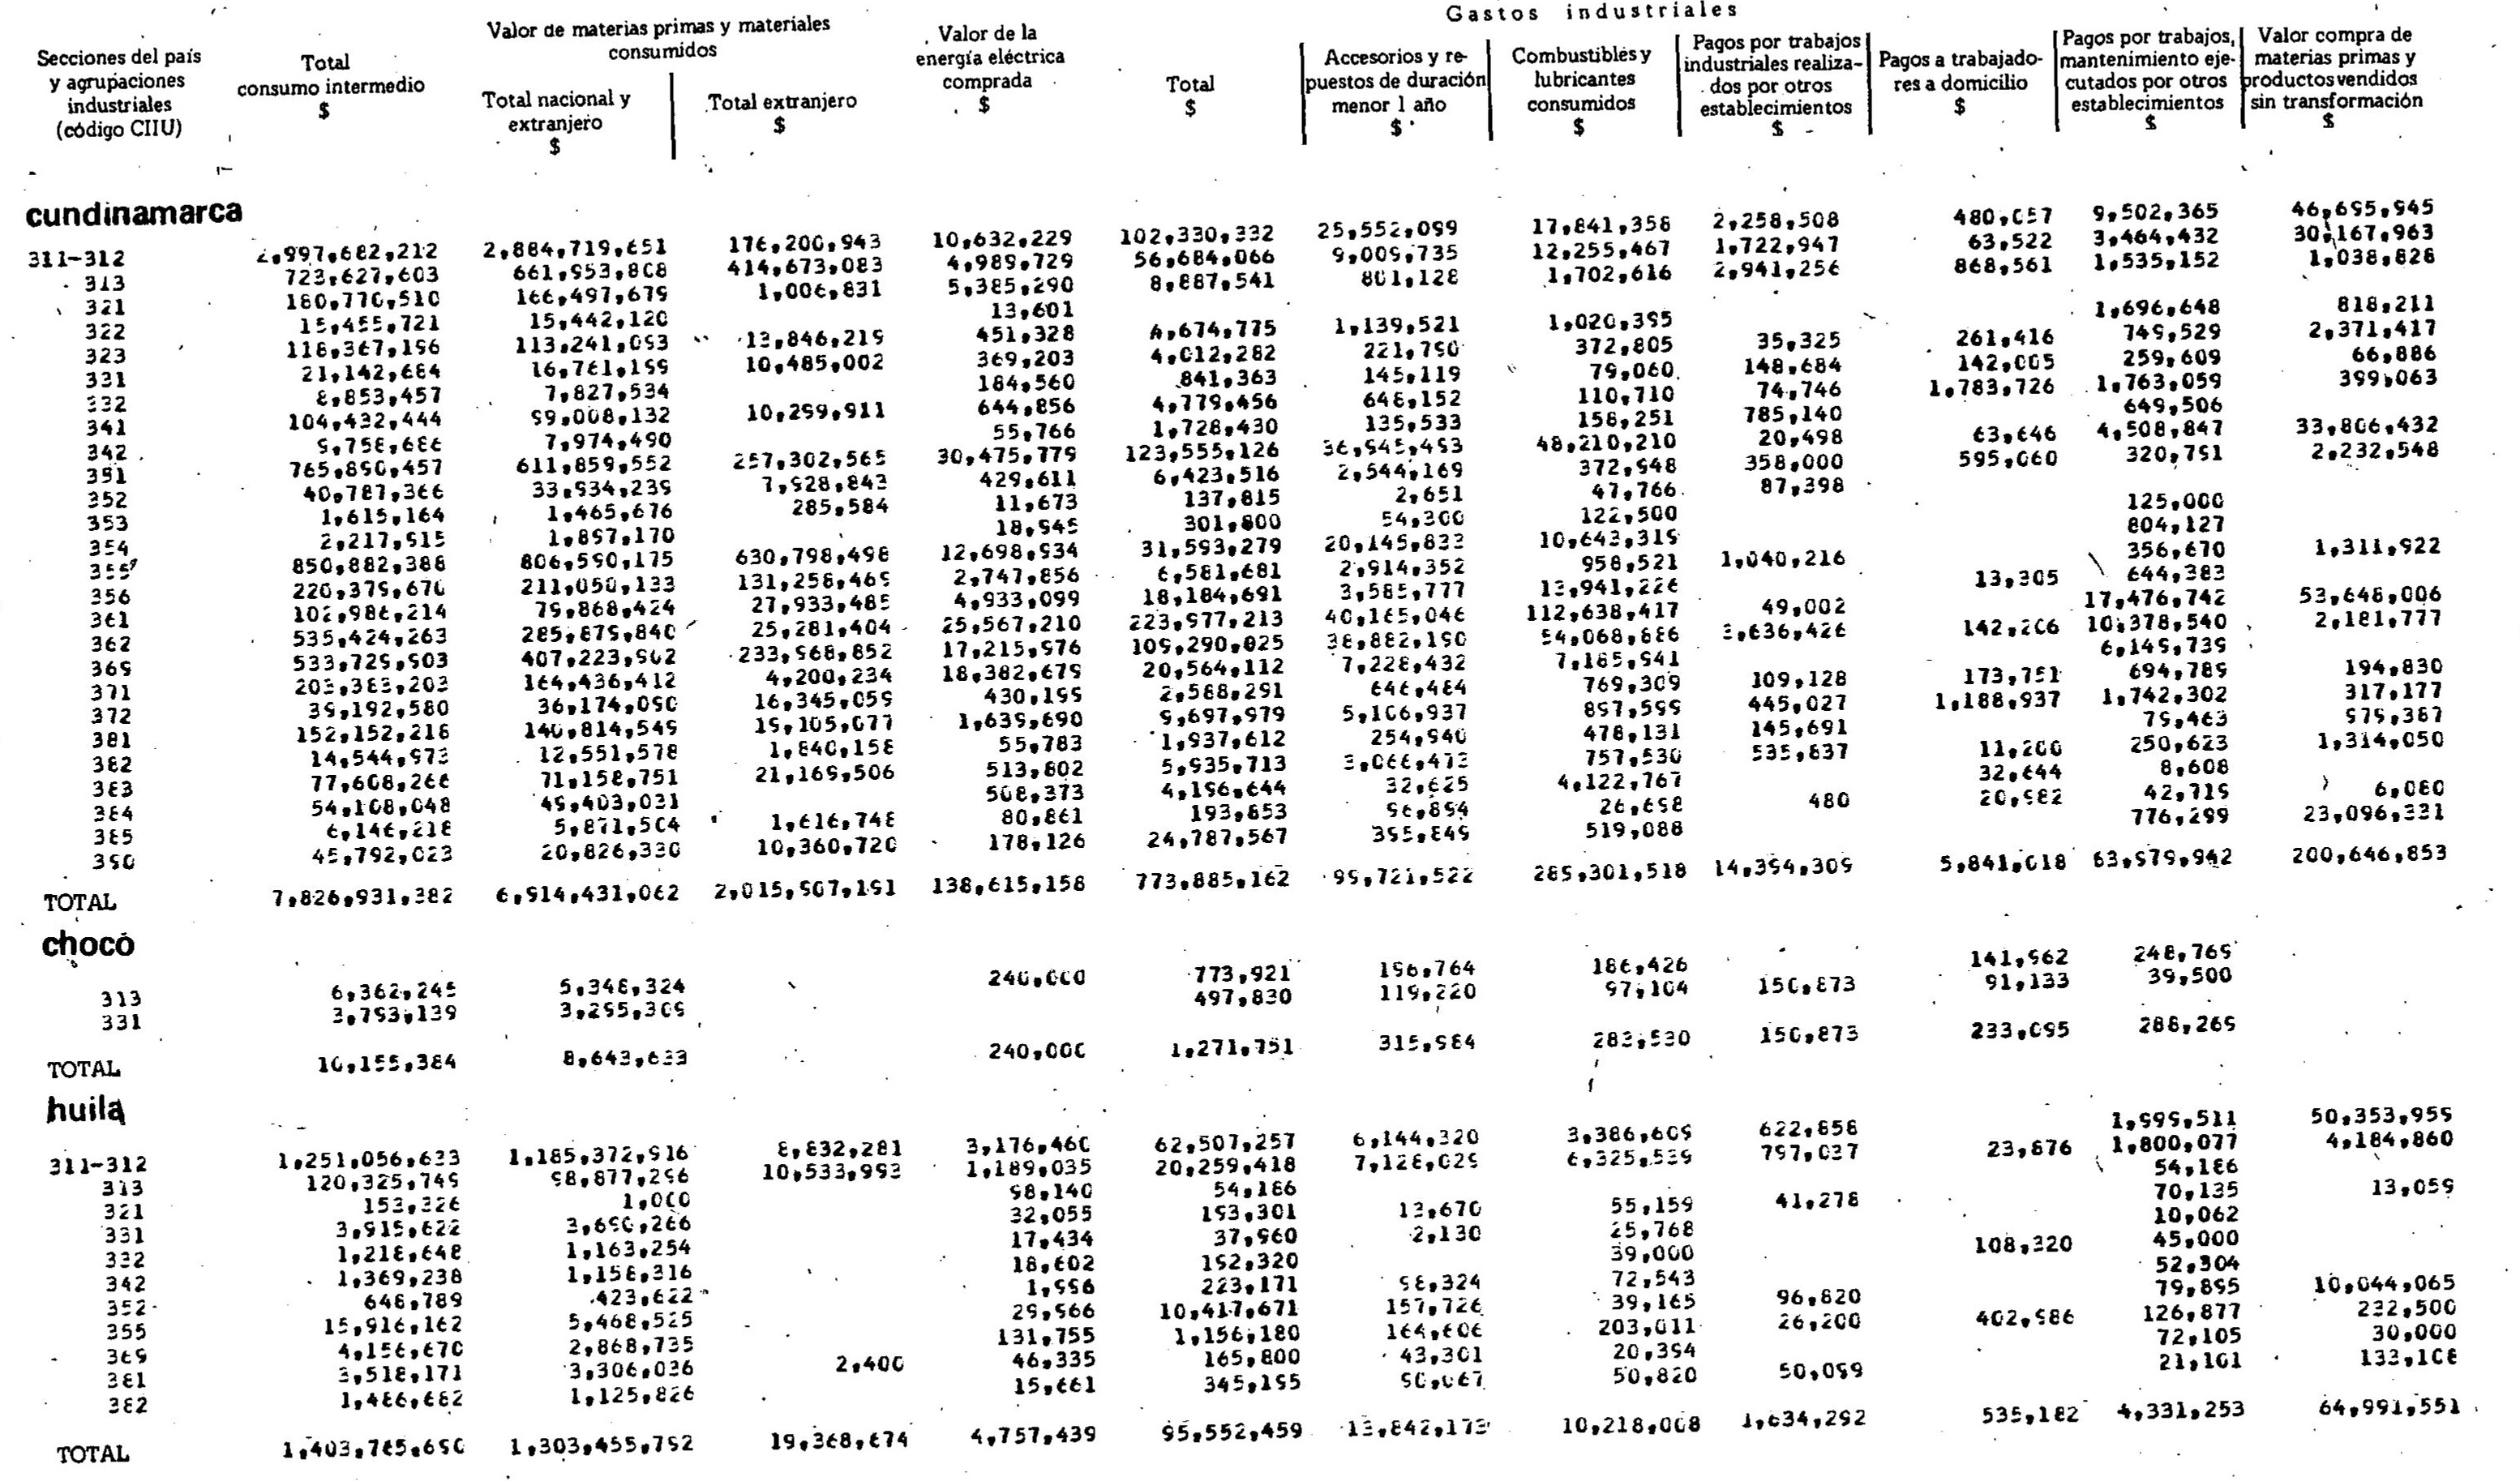 Gastos industriales
Secciones del país y agrupaciones industriales (código CIIU)
Total consumo intermedio $
Valor de materias primas y materiales consumidos
Total nacional y extranjero $
Total extranjero $
Valor de la energía eléctrica comprada $
Total $
Accesorios y repuestos de duración menor 1 año $
Combustibles y lubricantes consumidos $
Pagos por trabajos industriales realizados por otros establecimientos $
Pagos a trabajadores a domicilio $
Pagos por trabajos, mantenimiento ejecutados por otros establecimientos $
Valor compra de materias primas y productos vendidos sin transformación $
cundinamarca
311-312 2,997,682,212 2,884,719,651 176,200,943 10,632,229 102,330,332 25,552,099 17,841,358 2,258,508 480,057 9,502,365 46,695,945
313 723,627,603 661,953,808 414,673,083 4,989,729 56,684,066 9,009,735 12,255,467 1,722,947 63,522 3,464,432 30,167,963
321 180,770,510 166,497,679 1,006,831 5,385,290 8,887,541 801,128 1,702,616 2,941,256 868,561 1,535,152 1,038,828
322 15,455,721 15,442,120 13,601
323 118,367,196 113,241,093 13,846,219 451,328 4,674,775 1,139,521 1,020,395 1,696,648 818,211
331 21,142,684 16,761,199 10,485,002 369,203 4,012,282 221,790 372,805 35,325 261,416 749,529 2,371,417
332 8,853,457 7,827,534 184,560 841,363 145,119 79,060 148,684 142,005 259,609 66,886
341 104,432,444 99,008,132 10,299,911 644,856 4,779,456 648,152 110,710 74,746 1,783,726 1,763,059 399,063
342 9,758,686 7,974,490 55,766 1,728,430 135,533 158,251 785,140 649,506
351 765,890,457 611,859,552 257,302,565 30,475,779 123,555,126 36,945,493 48,210,210 20,498 63,646 4,508,847 33,806,432
352 40,787,366 33,934,239 7,928,843 429,611 6,423,516 2,544,169 372,948 358,000 595,060 320,791 2,232,548
353 1,615,164 1,465,676 285,584 11,673 137,815 2,651 47,766 87,398
354 2,217,915 1,897,170 18,945 301,800 54,300 122,500 125,000
355 850,882,388 806,590,175 630,798,498 12,698,934 31,593,279 20,145,833 10,643,319 804,127
356 220,379,670 211,050,133 131,258,469 2,747,856 6,581,681 2,914,352 958,521 1,040,216 356,670 1,311,922
361 102,986,214 79,868,424 27,933,485 4,933,099 18,184,691 3,585,777 13,941,226 13,305 644,383
362 535,424,263 285,879,840 25,281,404 25,567,210 223,977,213 40,165,046 112,638,417 49,002 17,476,742 53,648,006
369 533,729,903 407,223,902 233,968,852 17,215,976 109,290,025 38,882,190 54,068,886 3,636,426 142,206 10,378,540 2,181,777
371 203,383,203 164,436,412 4,200,234 18,382,679 20,564,112 7,228,432 7,185,941 6,149,739
372 39,192,580 36,174,090 16,345,059 430,199 2,588,291 646,484 769,309 109,128 173,751 694,789 194,830
381 152,152,218 140,814,549 19,105,077 1,639,690 9,697,979 5,106,937 897,599 445,027 1,188,937 1,742,302 317,177
382 14,544,973 12,551,578 1,840,158 55,783 1,937,612 254,940 478,131 145,691 79,463 979,387
383 77,608,266 71,158,751 21,169,506 513,802 5,935,713 3,066,473 757,530 535,837 11,200 250,623 1,314,050
384 54,108,048 49,403,031 508,373 4,196,644 32,625 4,122,767 32,644 8,608
385 6,146,218 5,871,504 1,616,748 80,861 193,853 96,894 26,698 480 20,982 42,719 6,080
390 45,792,023 20,826,330 10,360,720 178,126 24,787,567 395,849 519,088 776,299 23,096,331
TOTAL 7,826,931,382 6,914,431,062 2,015,907,191 138,615,158 773,885,162 99,721,522 289,301,518 14,394,309 5,841,018 63,979,942 200,646,853
chocó
313 6,362,245 5,348,324 240,000 773,921 196,764 186,426 141,962 248,769
331 3,793,139 3,295,309 497,830 119,220 97,104 150,873 91,133 39,500
TOTAL 10,155,384 8,643,633 240,000 1,271,751 315,984 283,530 150,873 233,095 288,269
huila
311-312 1,251,056,633 1,185,372,916 8,832,281 3,176,460 62,507,257 6,144,320 3,386,609 622,858 1,999,511 50,353,959
313 120,325,749 98,877,296 10,533,993 1,189,035 20,259,418 7,128,029 6,325,539 797,037 23,876 1,800,077 4,184,860
321 153,326 1,000 98,140 54,186 54,186
331 3,915,622 3,690,266 32,055 193,301 13,670 55,159 41,278 70,135 13,059
332 1,218,648 1,163,254 17,434 37,960 2,130 25,768 10,062
342 1,369,238 1,158,316 18,602 192,320 39,000 108,320 45,000
352 648,789 423,622 1,996 223,171 98,324 72,543 52,304
355 15,916,162 5,468,525 29,966 10,417,671 157,726 39,165 96,820 79,895 10,044,065
369 4,156,670 2,868,735 131,755 1,156,180 164,606 203,011 26,200 402,986 126,877 232,500
381 3,518,171 3,306,036 2,400 46,335 165,800 43,301 20,394 72,105 30,000
382 1,486,682 1,125,826 15,661 345,195 90,067 50,820 50,099 21,101 133,108
TOTAL 1,403,765,690 1,303,455,792 19,368,674 4,757,439 95,552,459 13,842,173 10,218,008 1,634,292 535,182 4,331,253 64,991,551